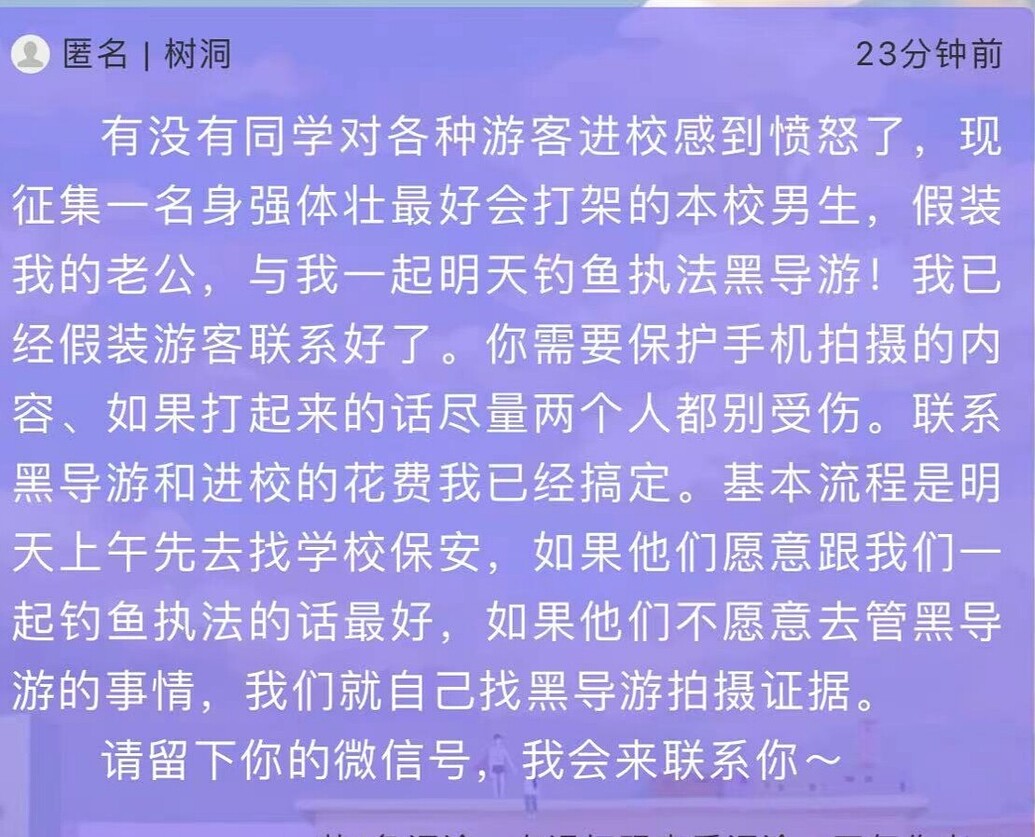 匿名 | 树洞
23分钟前
有没有同学对各种游客进校感到愤怒了，现
征集一名身强体壮最好会打架的本校男生，假装
我的老公，与我一起明天钓鱼执法黑导游！我已
经假装游客联系好了。你需要保护手机拍摄的内
容、如果打起来的话尽量两个人都别受伤。联系
黑导游和进校的花费我已经搞定。基本流程是明
天上午先去找学校保安，如果他们愿意跟我们一
起钓鱼执法的话最好，如果他们不愿意去管黑导
游的事情，我们就自己找黑导游拍摄证据。
请留下你的微信号，我会来联系你～